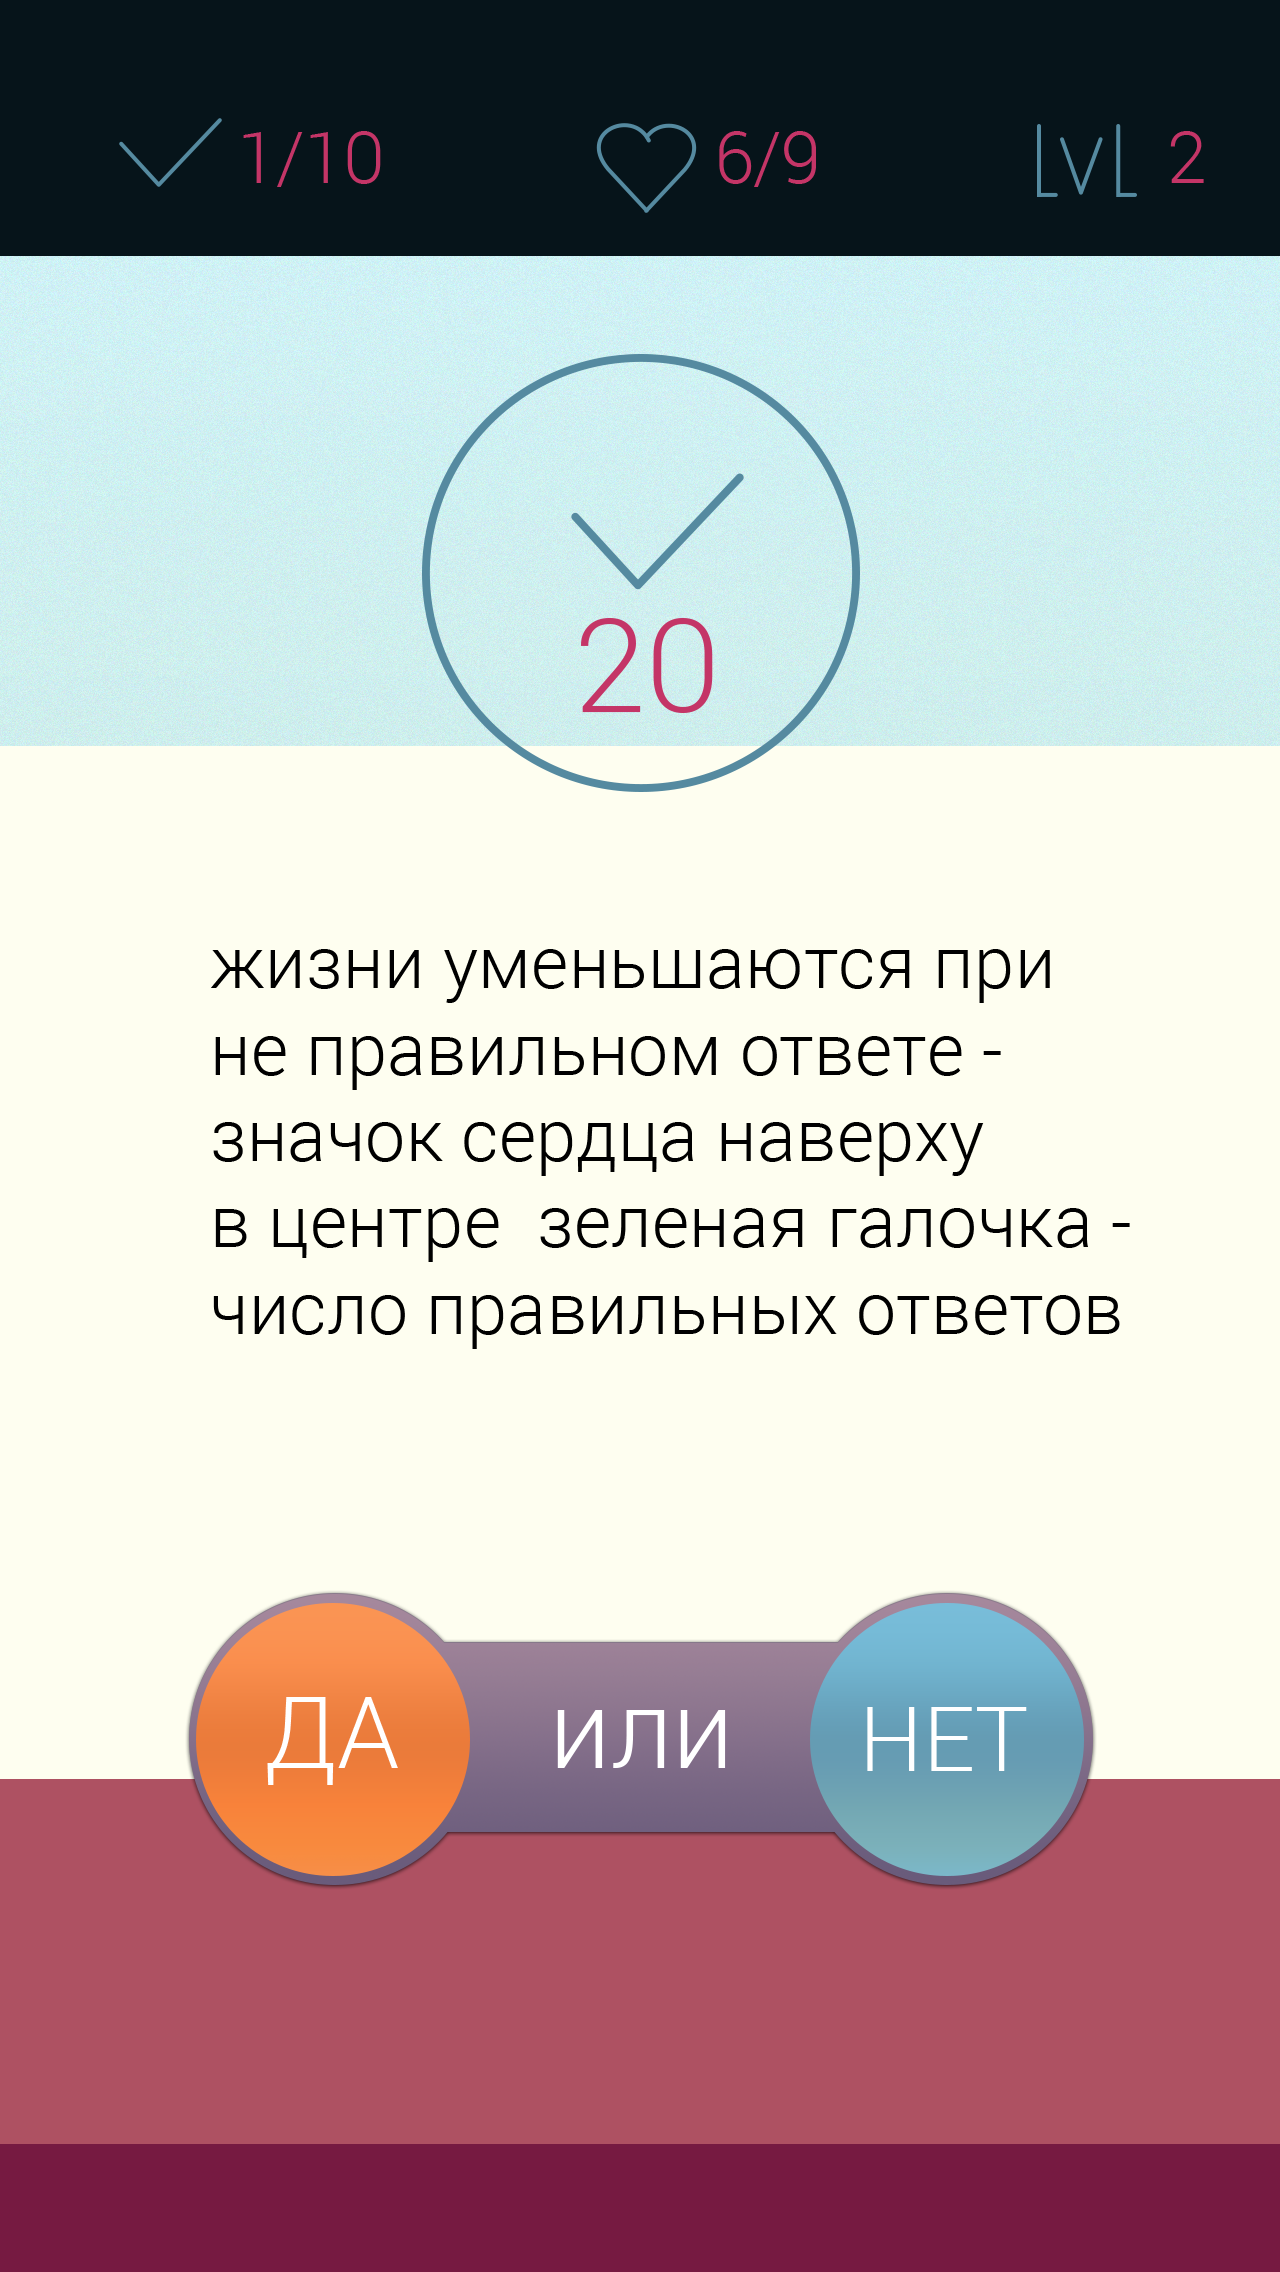 1/10 6/9 LVL 2
20
жизни уменьшаются при
не правильном ответе -
значок сердца наверху
в центре  зеленая галочка -
число правильных ответов
ДА ИЛИ НЕТ